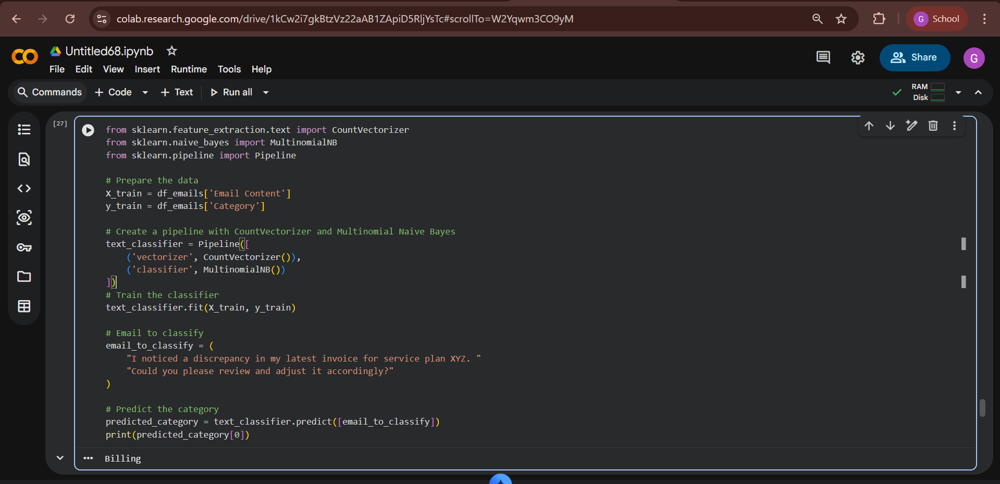 colab.research.google.com/drive/1kCw2i7gkBtzVz22aAB1ZApiD5RljYsTc#scrollTo=W2Yqwm3CO9yM
G School
Untitled68.ipynb
File Edit View Insert Runtime Tools Help
Share
G
Commands + Code + Text Run all
RAM
Disk
[27]
from sklearn.feature_extraction.text import CountVectorizer
from sklearn.naive_bayes import MultinomialNB
from sklearn.pipeline import Pipeline
# Prepare the data
X_train = df_emails['Email Content']
y_train = df_emails['Category']
# Create a pipeline with CountVectorizer and Multinomial Naive Bayes
text_classifier = Pipeline([
    ('vectorizer', CountVectorizer()),
    ('classifier', MultinomialNB())
])
# Train the classifier
text_classifier.fit(X_train, y_train)
# Email to classify
email_to_classify = (
    "I noticed a discrepancy in my latest invoice for service plan XYZ. "
    "Could you please review and adjust it accordingly?"
)
# Predict the category
predicted_category = text_classifier.predict([email_to_classify])
print(predicted_category[0])
Billing